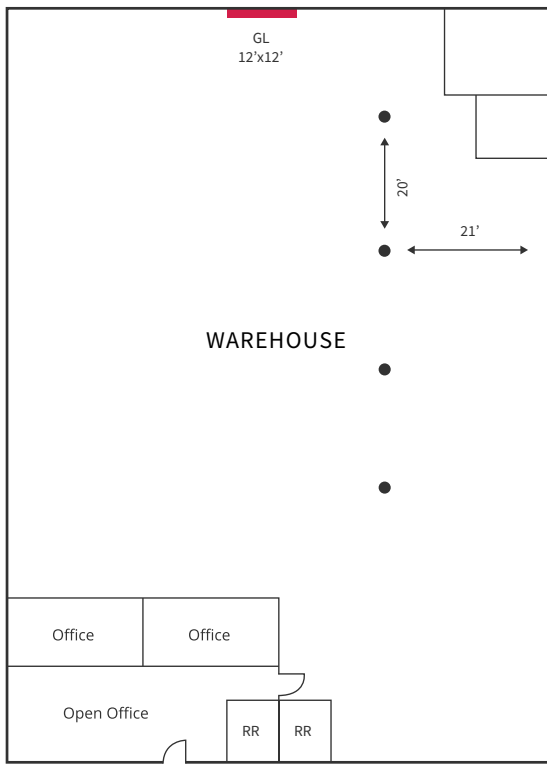 GL
12’x12’
20’
21’
WAREHOUSE
Office
Office
Open Office
RR
RR